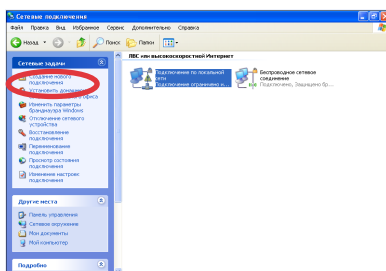 Сетевые подключения
Файл Правка Вид Избранное Сервис Дополнительно Справка
Назад Поиск Папки
Сетевые задачи
Создание нового подключения
Установить домашнюю
офиса
Изменить параметры
брандмауэра Windows
Отключение сетевого
устройства
Восстановление
подключения
Переименование
подключения
Просмотр состояния
подключения
Изменение настроек
подключения
Другие места
Панель управления
Сетевое окружение
Мои документы
Мой компьютер
Подробно
ЛВС или высокоскоростной Интернет
Подключение по локальной
сети
Подключение ограничено и...
Беспроводное сетевое
соединение
Подключено, Защищено бр...